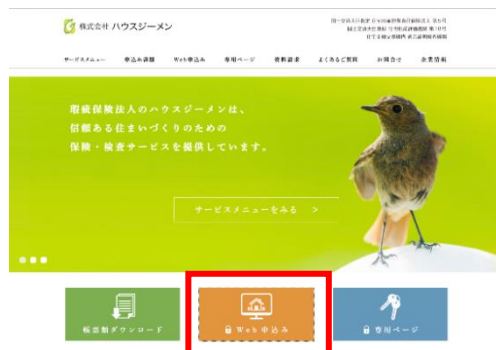 株式会社 ハウスジーメン
サービスメニュー 申込み書類 Web申込み 専用ページ 資料請求 よくあるご質問 お問合せ 企業情報
瑕疵保険法人のハウスジーメンは、
信頼ある住まいづくりのための
保険・検査サービスを提供しています。
サービスメニューをみる >
帳票類ダウンロード
Web申込み
専用ページ